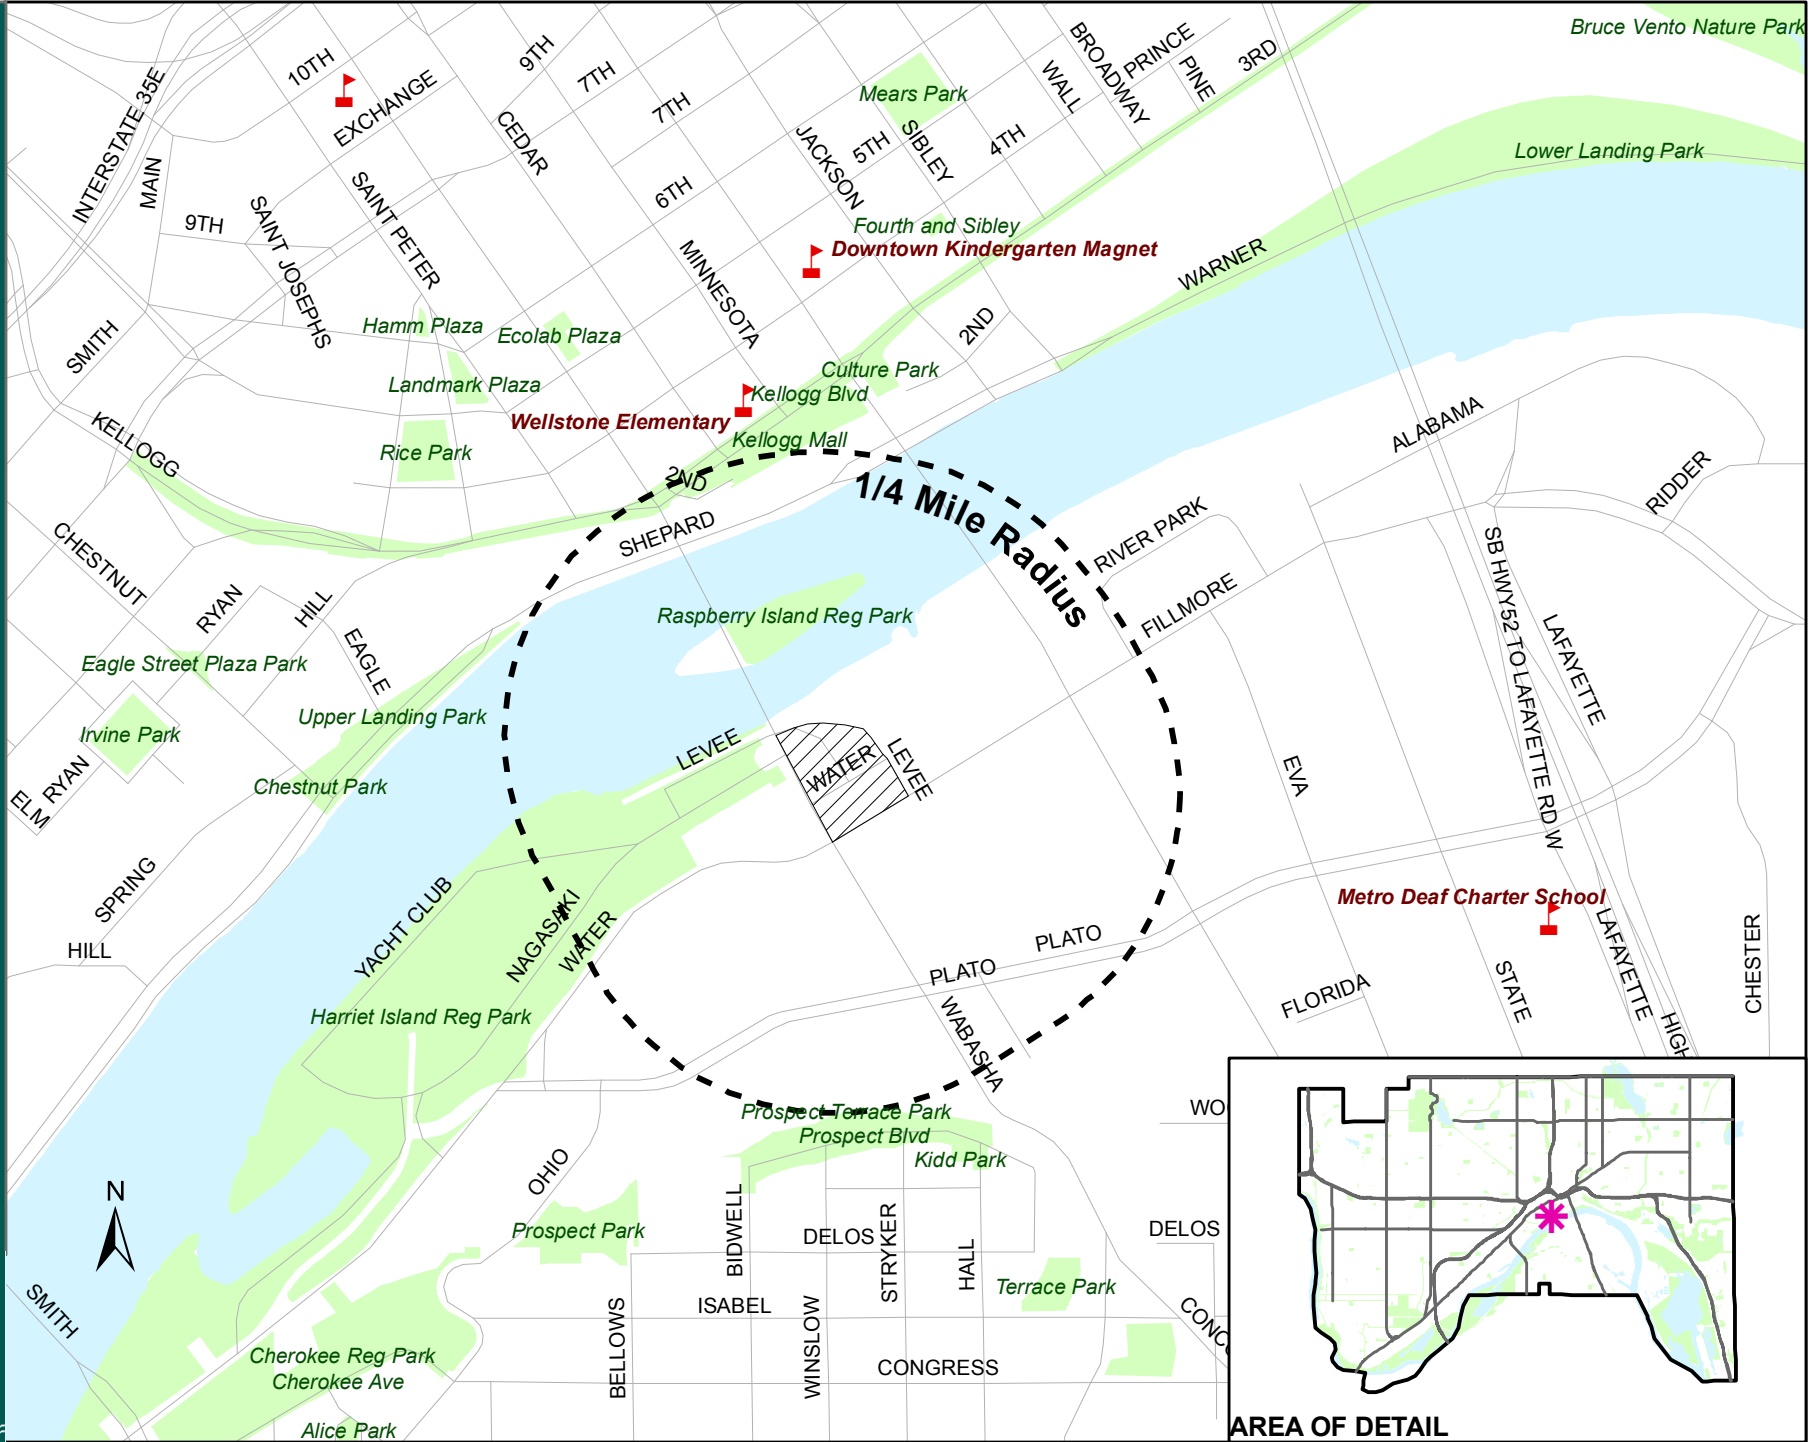 Bruce Vento Nature Park
10TH
EXCHANGE
9TH
7TH
7TH
BROADWAY
PRINCE
PINE
3RD
WALL
INTERSTATE 35E
MAIN
CEDAR
Mears Park
JACKSON
5TH
SIBLEY
4TH
Lower Landing Park
SAINT PETER
6TH
9TH
SAINT JOSEPHS
Fourth and Sibley
Downtown Kindergarten Magnet
MINNESOTA
WARNER
SMITH
Hamm Plaza
Ecolab Plaza
2ND
Landmark Plaza
Culture Park
Kellogg Blvd
Wellstone Elementary
Kellogg Mall
KELLOGG
Rice Park
2ND
1/4 Mile Radius
ALABAMA
RIDDER
SHEPARD
RIVER PARK
CHESTNUT
RYAN
HILL
EAGLE
FILLMORE
SB HWY52 TO LAFAYETTE RD W
LAFAYETTE
Raspberry Island Reg Park
Eagle Street Plaza Park
Upper Landing Park
Irvine Park
LEVEE
WATER
LEVEE
EVA
RYAN
ELM
Chestnut Park
SPRING
YACHT CLUB
NAGASAKI
WATER
Metro Deaf Charter School
HILL
PLATO
PLATO
LAFAYETTE
CHESTER
STATE
FLORIDA
Harriet Island Reg Park
WABASHA
HIGH
Prospect Terrace Park
Prospect Blvd
Kidd Park
WO
N
OHIO
Prospect Park
BIDWELL
DELOS
STRYKER
HALL
DELOS
Terrace Park
SMITH
ISABEL
BELLOWS
WINSLOW
CONC
Cherokee Reg Park
Cherokee Ave
CONGRESS
Alice Park
AREA OF DETAIL